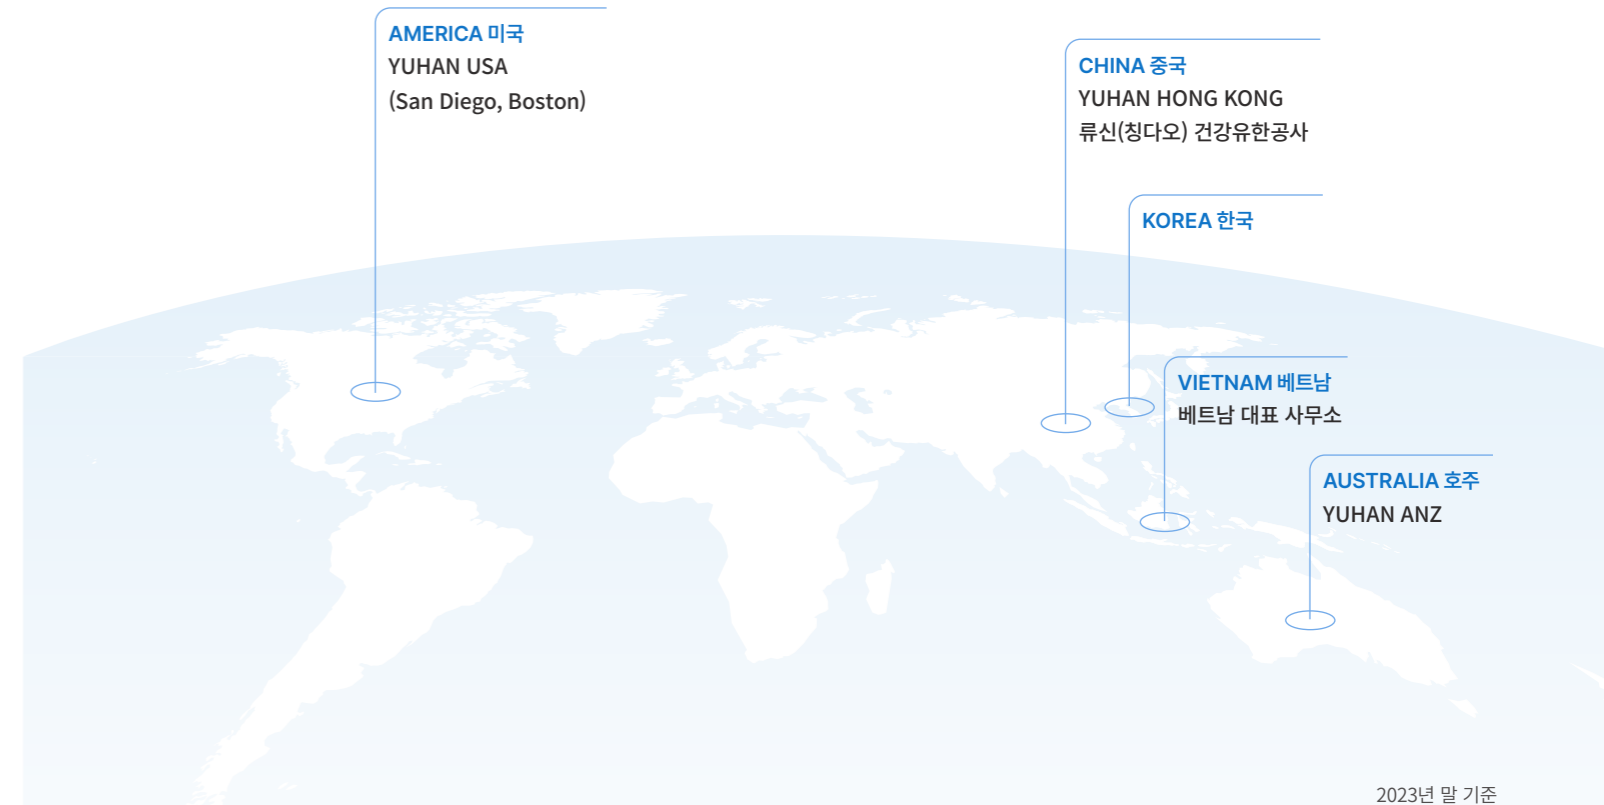 AMERICA 미국
YUHAN USA
(San Diego, Boston)
CHINA 중국
YUHAN HONG KONG
류신(칭다오) 건강유한공사
KOREA 한국
VIETNAM 베트남
베트남 대표 사무소
AUSTRALIA 호주
YUHAN ANZ
2023년 말 기준